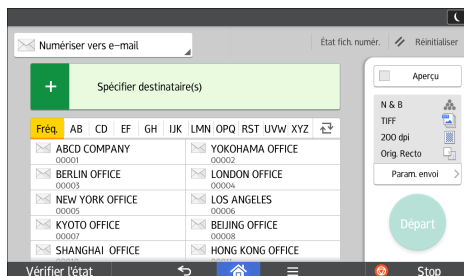 Numériser vers e-mail
État fich. numér.
Réinitialiser
+
Spécifier destinataire(s)
Aperçu
N & B
TIFF
200 dpi
Orig. Recto
Param. envoi
Départ
Fréq. AB CD EF GH IJK LMN OPQ RST UVW XYZ
ABCD COMPANY
00001
YOKOHAMA OFFICE
00002
BERLIN OFFICE
00003
LONDON OFFICE
00004
NEW YORK OFFICE
00005
LOS ANGELES
00006
KYOTO OFFICE
00007
BEIJING OFFICE
00008
SHANGHAI OFFICE
HONG KONG OFFICE
Vérifier l'état
Stop